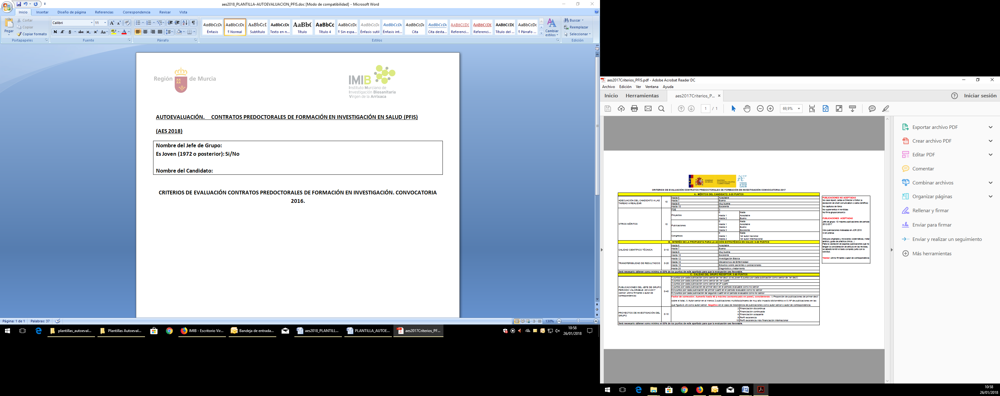 aes2018_PLANTILLA-AUTOEVALUACION_PFIS.doc [Modo de compatibilidad] - Microsoft Word
Inicio Insertar Diseño de página Referencias Correspondencia Revisar Vista
Pegar
Cortar
Copiar
Copiar formato
Portapapeles
Calibri 11
Fuente
Párrafo
AaBbCcDc AaBbCcDc AaBbCcD AaBbCcDc AaBbC AaBbCc AaBbCcDc AaBbCcDc AaBbCcDc AaBbCcDc AaBbCcDc AABBCCDD AABBCCDD AABBCCDD AaBbCcDc
Énfasis ¶ Normal Subtítulo Texto en n... Título Título 4 ¶ Sin espa... Énfasis sutil Énfasis int... Cita Cita desta... Referenci... Referenci... Título del ... ¶ Párrafo ...
Estilos
Cambiar estilos
Buscar
Reemplazar
Seleccionar
Edición
Región de Murcia
IMIB
Instituto Murciano de
Investigación Biosanitaria
Virgen de la Arrixaca
AUTOEVALUACIÓN. CONTRATOS PREDOCTORALES DE FORMACIÓN EN INVESTIGACIÓN EN SALUD (PFIS)
(AES 2018)
Nombre del Jefe de Grupo:
Es Joven (1972 o posterior): Si/No
Nombre del Candidato:
CRITERIOS DE EVALUACIÓN CONTRATOS PREDOCTORALES DE FORMACIÓN EN INVESTIGACIÓN. CONVOCATORIA
2016.
Página: 1 de 1 Palabras: 37
130%
plantillas_autoeval... Plantillas Autoeval... IMIB - Escritorio Vir... Bandeja de entrada... aes2018_PLANTILL... PLANTILLA_AUTOE... aes2017Criterios_PF...
10:58
26/01/2018
aes2017Criterios_PFIS.pdf - Adobe Acrobat Reader DC
Archivo Edición Ver Ventana Ayuda
Inicio Herramientas aes2017Criterios_P... × Iniciar sesión
1 / 1 69,9%
Exportar archivo PDF
Crear archivo PDF
Editar PDF
Comentar
Combinar archivos
Organizar páginas
Rellenar y firmar
Enviar para firmar
Enviar y realizar un seguimiento
Más herramientas
GOBIERNO DE ESPAÑA MINISTERIO DE ECONOMÍA, INDUSTRIA Y COMPETITIVIDAD
Instituto de Salud Carlos III
CRITERIOS DE EVALUACIÓN CONTRATOS PREDOCTORALES DE FORMACIÓN EN INVESTIGACIÓN CONVOCATORIA 2017
A.- MÉRITOS DEL CANDIDATO: 0-20 PUNTOS
ADECUACIÓN DEL CANDIDATO A LAS TAREAS A REALIZAR 10
Hasta 6 Aceptable
Hasta 7 Buena
Hasta 8 Muy buena
Hasta 10 Excelente
OTROS MÉRITOS 10
FSE 3
Proyectos
0 Nada
Hasta 1 Aceptable
Hasta 2 Bueno
Publicaciones
0 Nada
Hasta 1 Aceptable
Hasta 2 Bueno
Hasta 3 Excelente
Congresos
0 Nada
Hasta 1 1er autor nacional
Hasta 2 1er autor internacional
B.- INTERÉS DE LA PROPUESTA PARA LA ACCIÓN ESTRATÉGICA EN SALUD: 0-30 PUNTOS
CALIDAD CIENTÍFICO TÉCNICA 0-10
Hasta 6 Aceptable
Hasta 7 Buena
Hasta 8 Muy buena
Hasta 10 Excelente
TRANSFERIBILIDAD DE RESULTADOS 0-20
Hasta 12 Investigación Básica
Hasta 15 Mecanismos de Enfermedad
Hasta 18 Estudios sobre pacientes o poblacionales
Hasta 20 Diagnóstico y tratamiento
Será necesario obtener como mínimo el 50% de los puntos de este apartado para que la evaluación sea favorable.
C.- CALIDAD DEL GRUPO RECEPTOR: 0-50 PUNTOS
PUBLICACIONES DEL JEFE DE GRUPO
PERIODO VALORABLE: 2012-2017
(senior: último firmante o autor de
correspondencia)
0-40
4 puntos por cada publicación como senior de 1er decil (si es joven 6 puntos por cada publicación como senior de 1er decil)
3 puntos por cada publicación como senior de 1er cuartil
2 puntos por cada publicación como senior de 2º cuartil
2 puntos por cada publicación de primer decil en el periodo evaluable como no senior
0,5 puntos por cada publicación de primer cuartil en el periodo evaluable como no senior
0,2 puntos por cada publicación de segundo cuartil en el periodo evaluable como no senior
Factor de corrección: Aumento hasta 40 p máximo (consensuado en panel), considerando: i) Proporción de publicaciones de primer decil
sobre el total, ii) Autor senior en al menos 2 publicaciones multidisciplinares de muy alto impacto bibliométrico e iii) Nº de publicaciones en las
que figura el JG como autor senior. Negativo en el caso de inexistencia de publicaciones como autor senior o autor de correspondencia
PROYECTOS DE INVESTIGACIÓN DEL GRUPO 0-10
2 Financiación discontinua
4 Financiación continuada
6 Financiación solapante
8 Perfil excelencia
10 Perfil excelencia más financiación internacional
Será necesario obtener como mínimo el 50% de los puntos de este apartado para que la evaluación sea favorable.
PUBLICACIONES NO ACEPTADAS
No case report, cartas al Director o Editor (a
excepción de short comunication o carta científica)
No capítulos de libros
No suplementos ni remitidas
No firma grupo/consorcio
PUBLICACIONES ACEPTADAS
Jefe de grupo: 10 mejores publicaciones del periodo
2012-2017
Sólo publicaciones indexadas en JCR 2015
Sí en prensa
Artículos originales y revisiones (sistemáticas, meta-
análisis, guías de práctica clínica...)
Para la valoración de aquellas publicaciones que no
tengan la consideración de artículo en las revistas,
se deberá remitir el texto completo junto con la
solicitud.
*Senior: último firmante o autor de correspondencia
10:58
26/01/2018